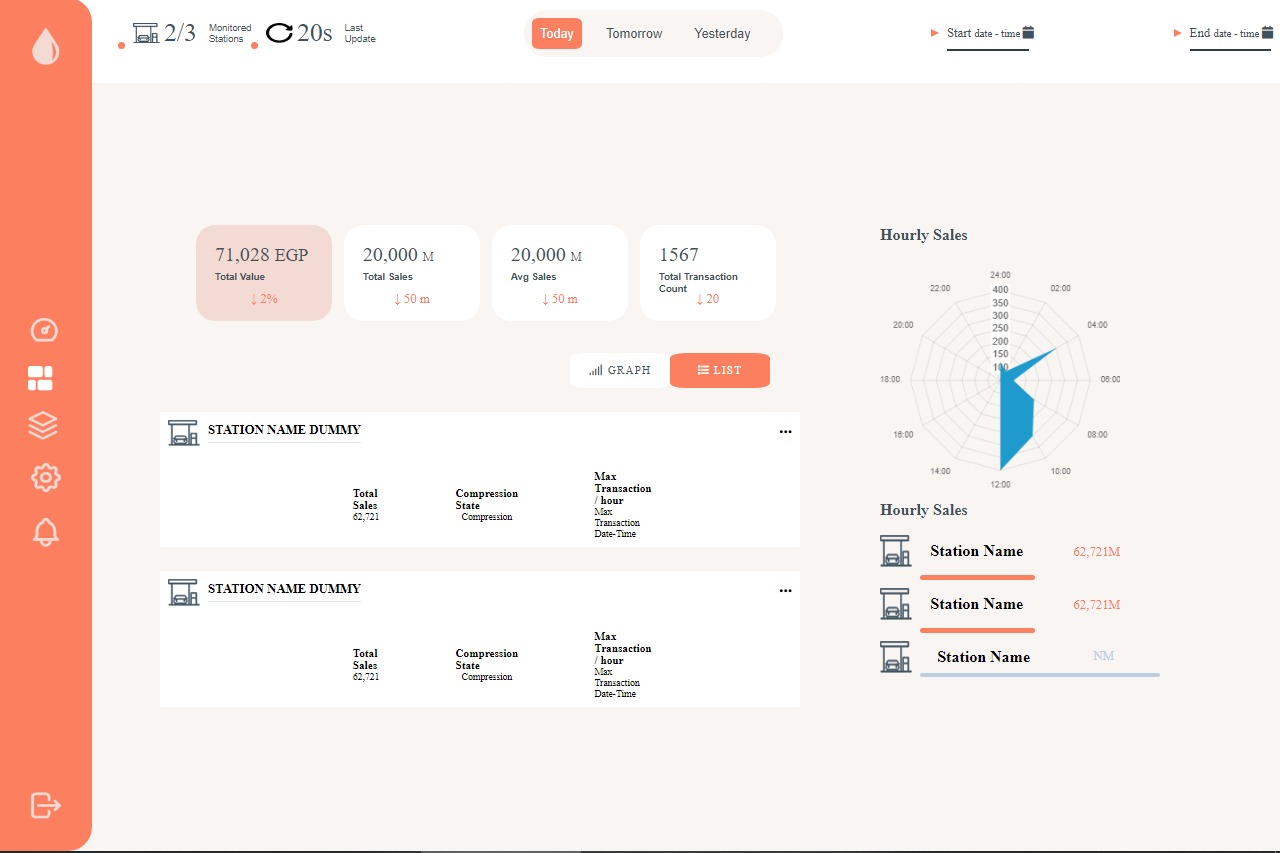 2/3
Monitored
Stations
20s
Last
Update
Today
Tomorrow
Yesterday
Start date - time
End date - time
71,028 EGP
Total Value
↓ 2%
20,000 M
Total Sales
↓ 50 m
20,000 M
Avg Sales
↓ 50 m
1567
Total Transaction
Count
↓ 20
GRAPH
LIST
STATION NAME DUMMY
...
Total
Sales
62,721
Compression
State
Compression
Max
Transaction
/ hour
Max
Transaction
Date-Time
STATION NAME DUMMY
...
Total
Sales
62,721
Compression
State
Compression
Max
Transaction
/ hour
Max
Transaction
Date-Time
Hourly Sales
24:00
02:00
04:00
06:00
08:00
10:00
12:00
14:00
16:00
18:00
20:00
22:00
400
350
300
250
200
150
100
Hourly Sales
Station Name
62,721M
Station Name
62,721M
Station Name
NM